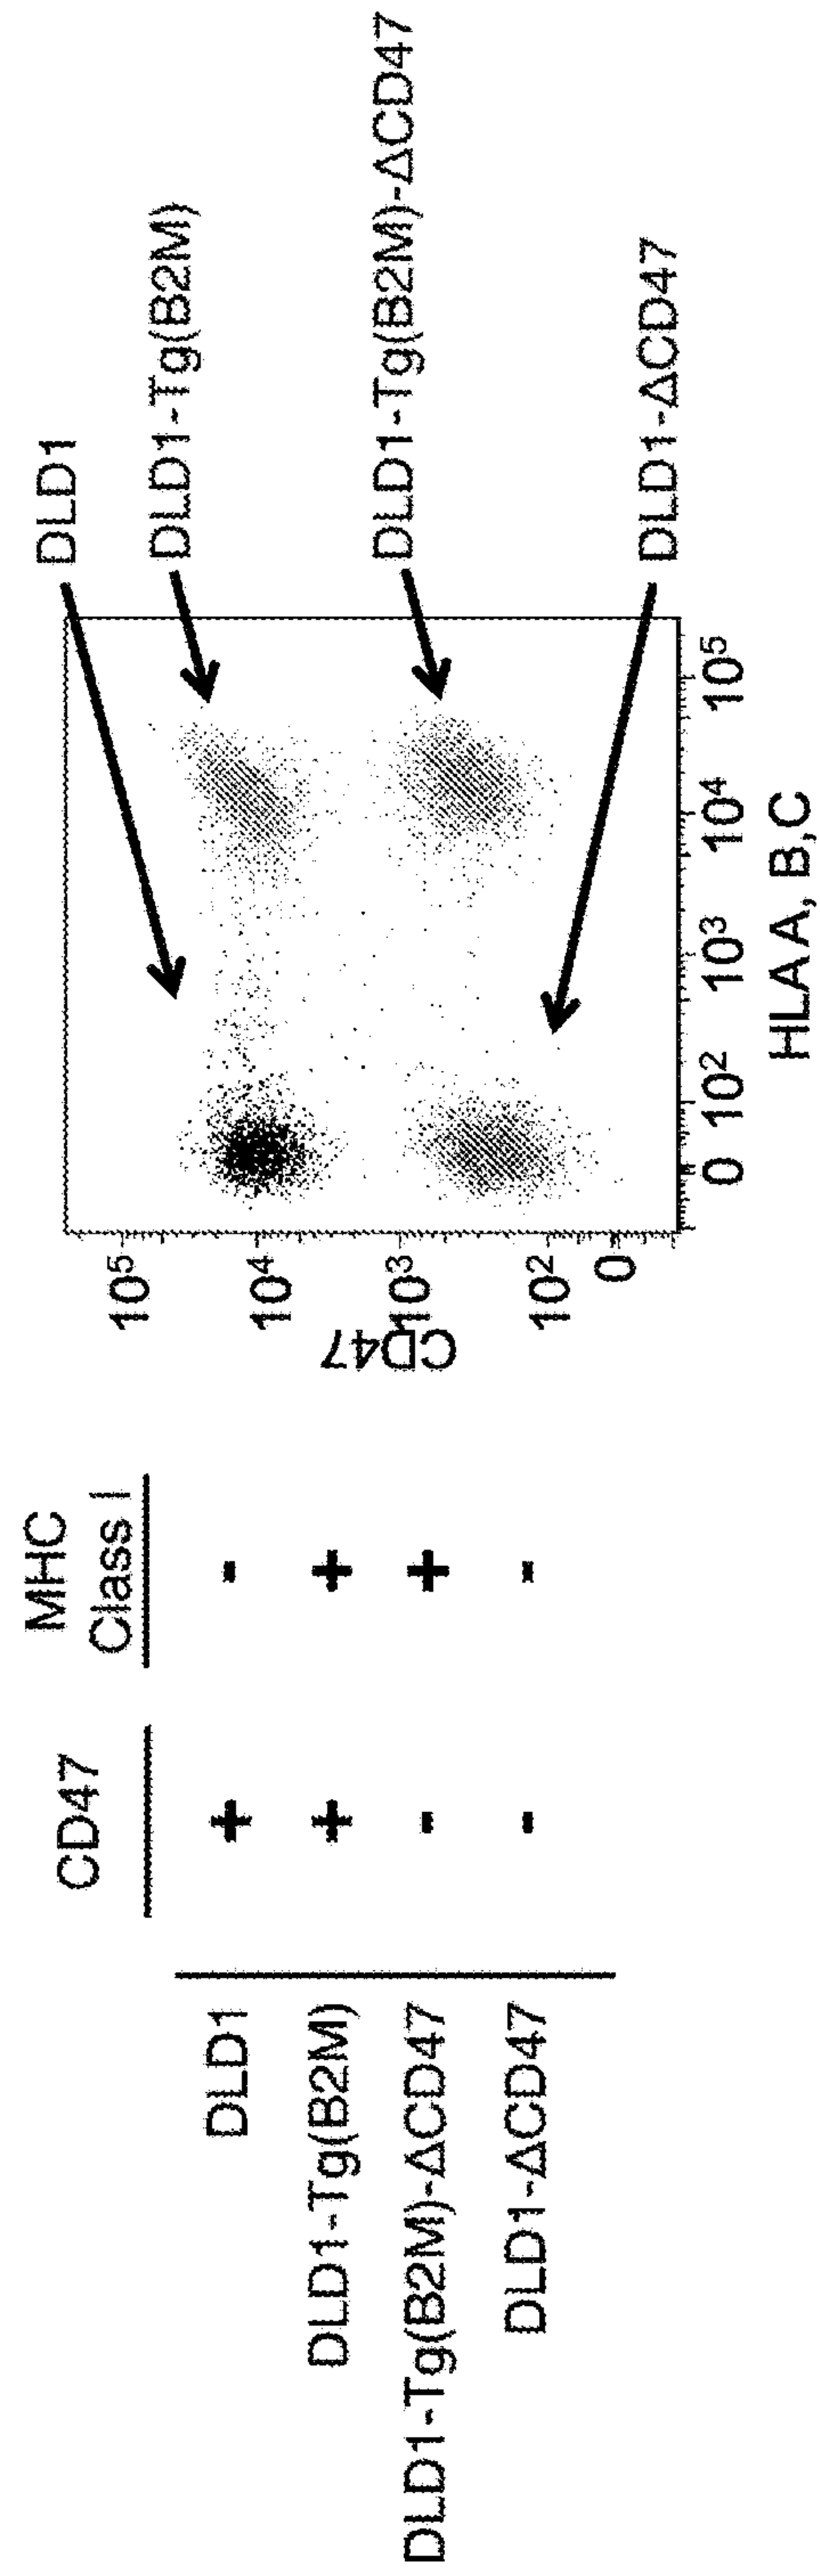 CD47
MHC
Class I
DLD1 + -
DLD1-Tg(B2M) + +
DLD1-Tg(B2M)-ΔCD47 - +
DLD1-ΔCD47 - -
CD47
10⁵
10⁴
10³
10²
0
0 10² 10³ 10⁴ 10⁵
HLA A, B,C
DLD1
DLD1-Tg(B2M)
DLD1-Tg(B2M)-ΔCD47
DLD1-ΔCD47